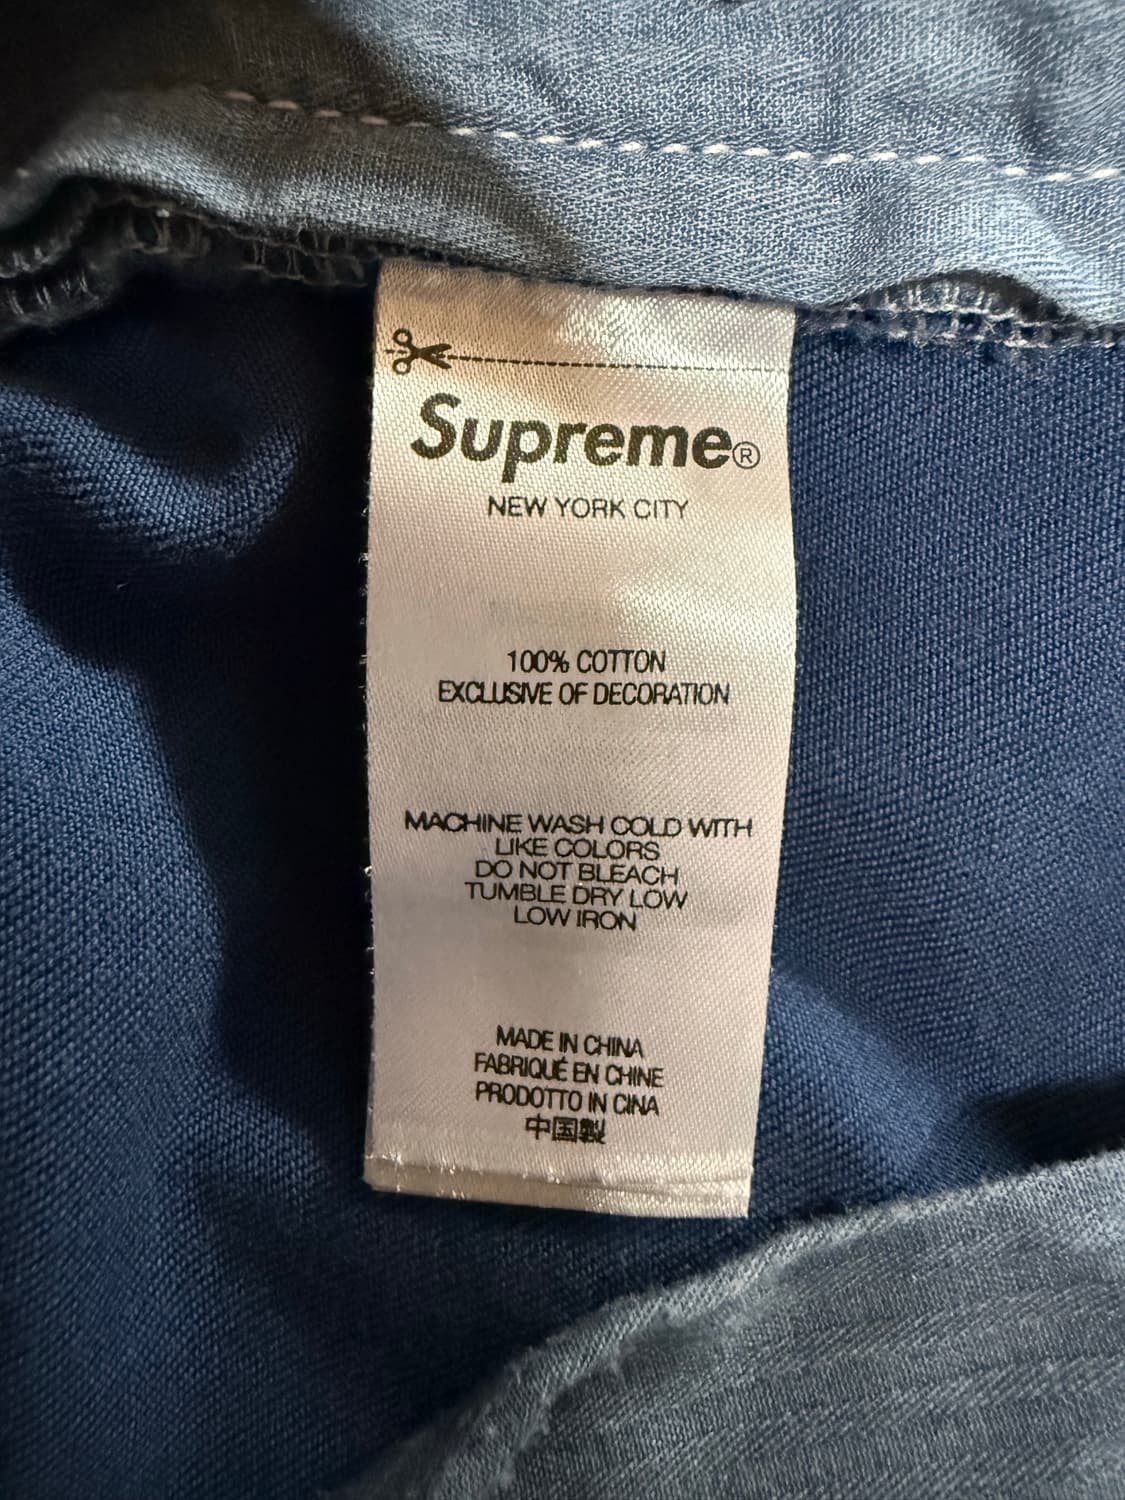 Supreme®
NEW YORK CITY
100% COTTON
EXCLUSIVE OF DECORATION
MACHINE WASH COLD WITH
LIKE COLORS
DO NOT BLEACH
TUMBLE DRY LOW
LOW IRON
MADE IN CHINA
FABRIQUÉ EN CHINE
PRODOTTO IN CINA
中国製